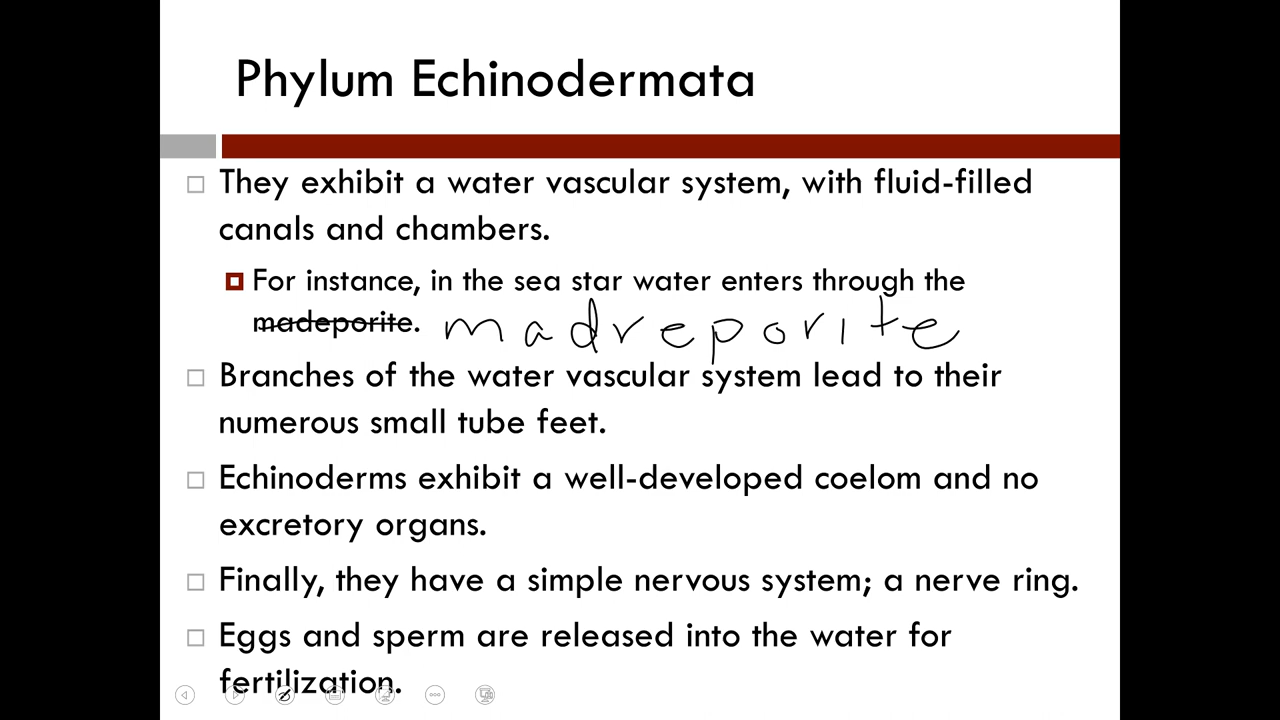 Phylum Echinodermata
They exhibit a water vascular system, with fluid-filled
canals and chambers.
For instance, in the sea star water enters through the
madeporite. madreporite
Branches of the water vascular system lead to their
numerous small tube feet.
Echinoderms exhibit a well-developed coelom and no
excretory organs.
Finally, they have a simple nervous system; a nerve ring.
Eggs and sperm are released into the water for
fertilization.